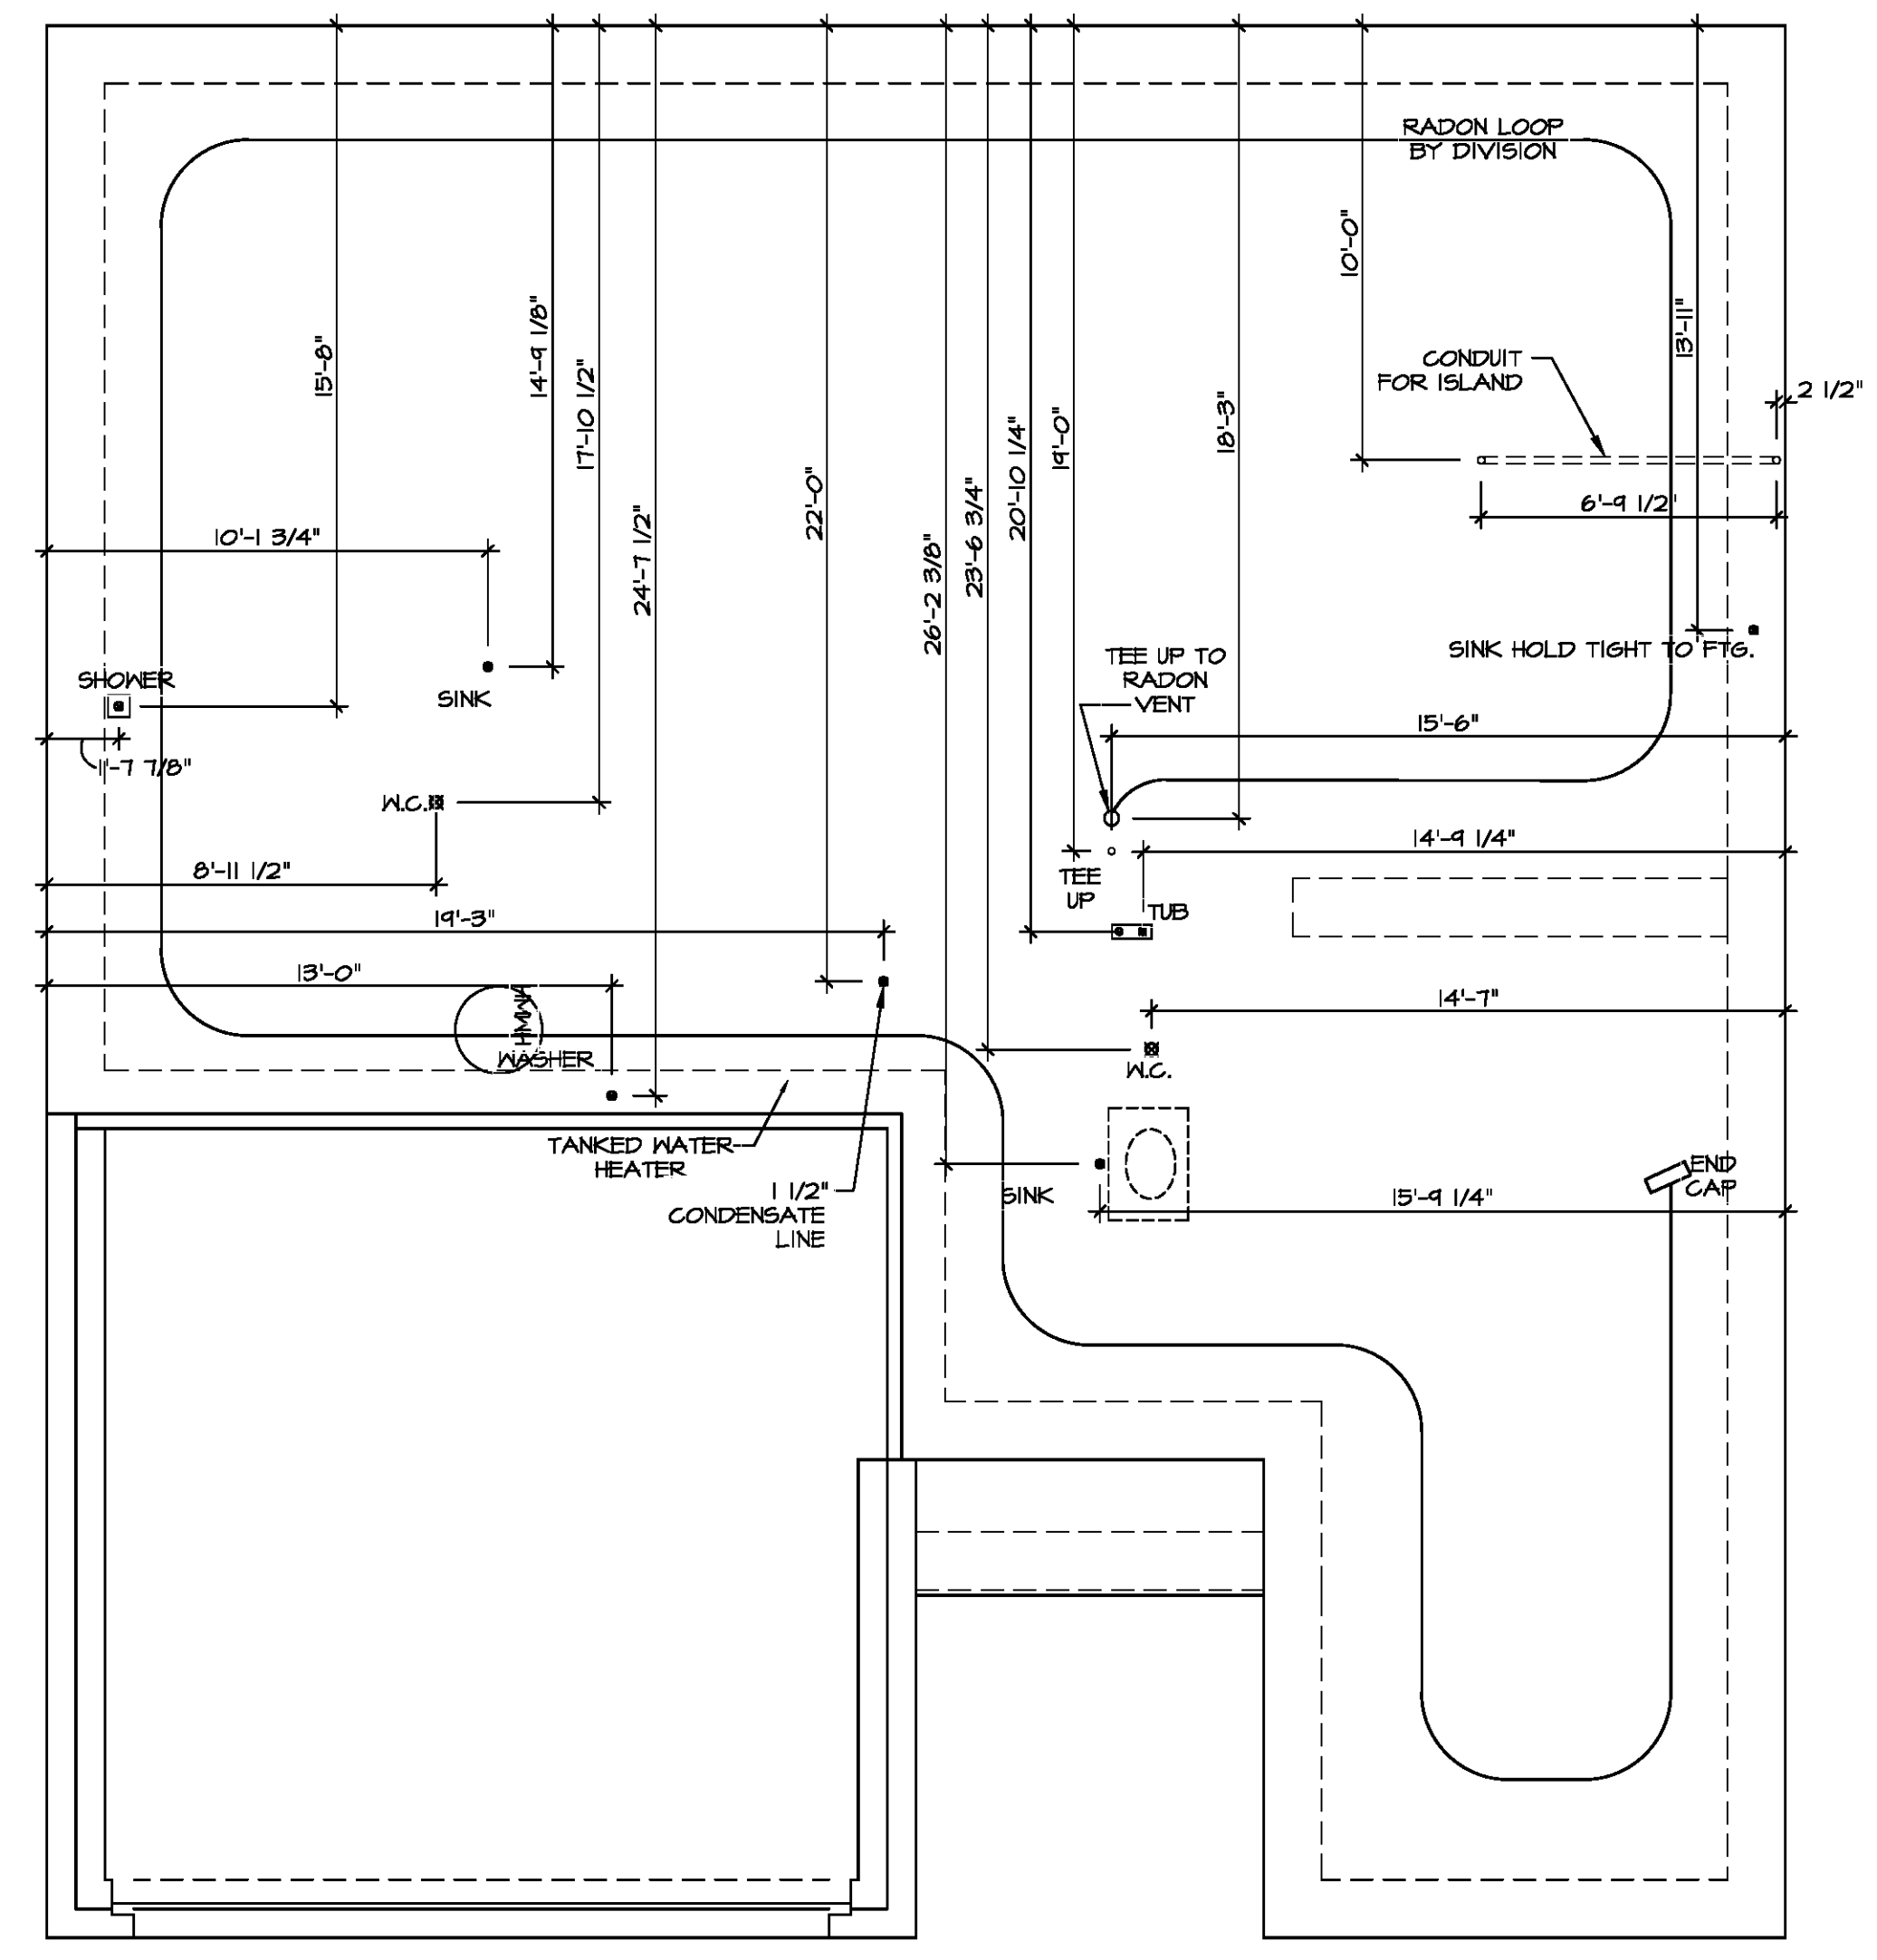 RADON LOOP
BY DIVISION
10'-0"
14'-9 1/8"
13'-11"
15'-8"
17'-10 1/2"
CONDUIT
FOR ISLAND
2 1/2"
18'-3"
20'-10 1/4"
19'-0"
22'-0"
23'-6 3/4"
6'-9 1/2"
24'-7 1/2"
26'-2 3/8"
10'-1 3/4"
SINK HOLD TIGHT TO FTG.
TEE UP TO
RADON
VENT
SHOWER
SINK
15'-6"
1'-7 7/8"
W.C.
14'-9 1/4"
8'-11 1/2"
TEE
UP
TUB
19'-3"
13'-0"
14'-7"
HMWH
WASHER
W.C.
TANKED WATER
HEATER
1 1/2"
CONDENSATE
LINE
SINK
END
CAP
15'-9 1/4"